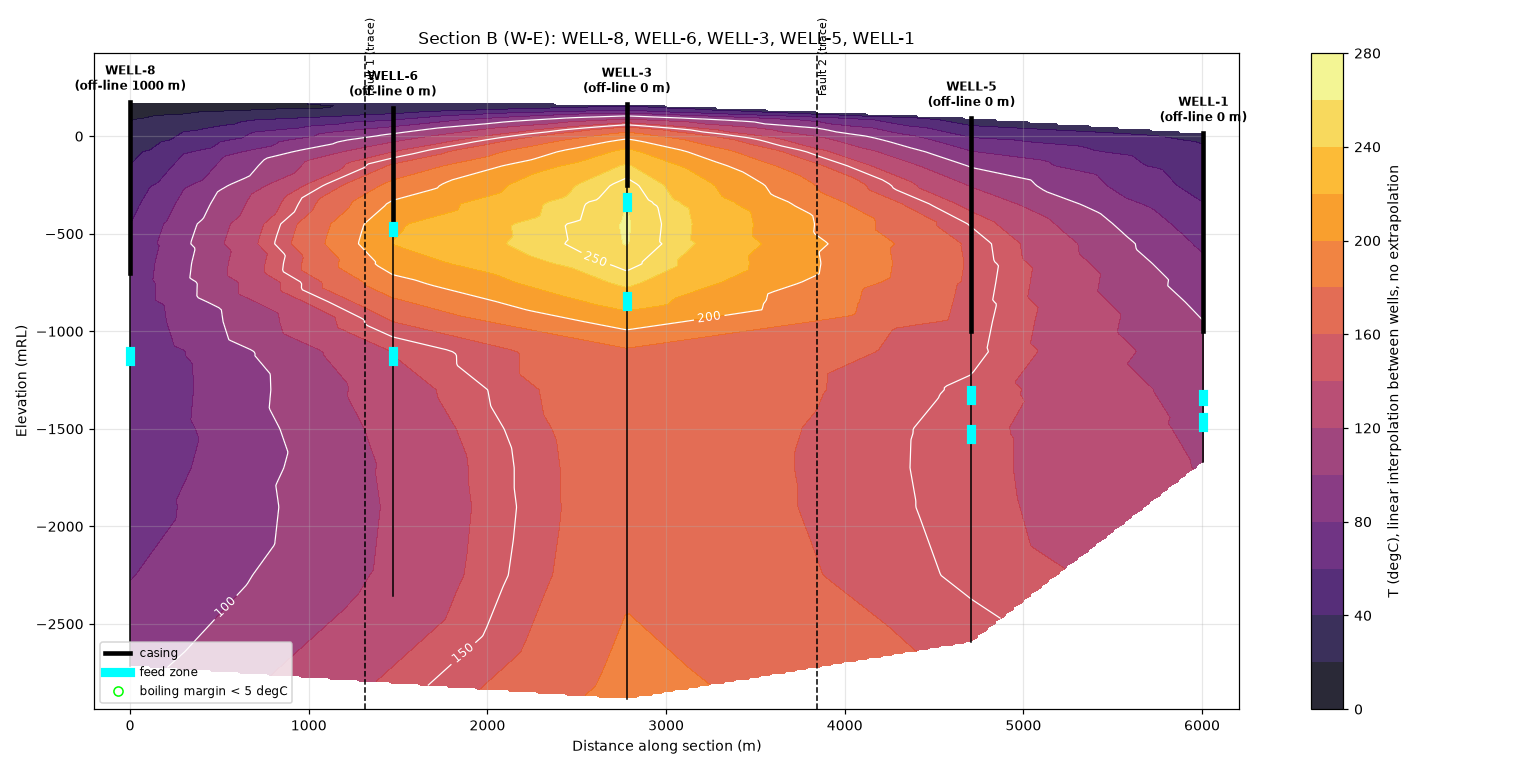 Section B (W-E): WELL-8, WELL-6, WELL-3, WELL-5, WELL-1
WELL-8
(off-line 1000 m)
Fault 1 (trace)
WELL-6
(off-line 0 m)
WELL-3
(off-line 0 m)
Fault 2 (trace)
WELL-5
(off-line 0 m)
WELL-1
(off-line 0 m)
Elevation (mRL)
0
−500
−1000
−1500
−2000
−2500
250
200
100
150
casing
feed zone
boiling margin < 5 degC
0
1000
2000
3000
4000
5000
6000
Distance along section (m)
280
240
200
160
120
80
40
0
T (degC), linear interpolation between wells, no extrapolation